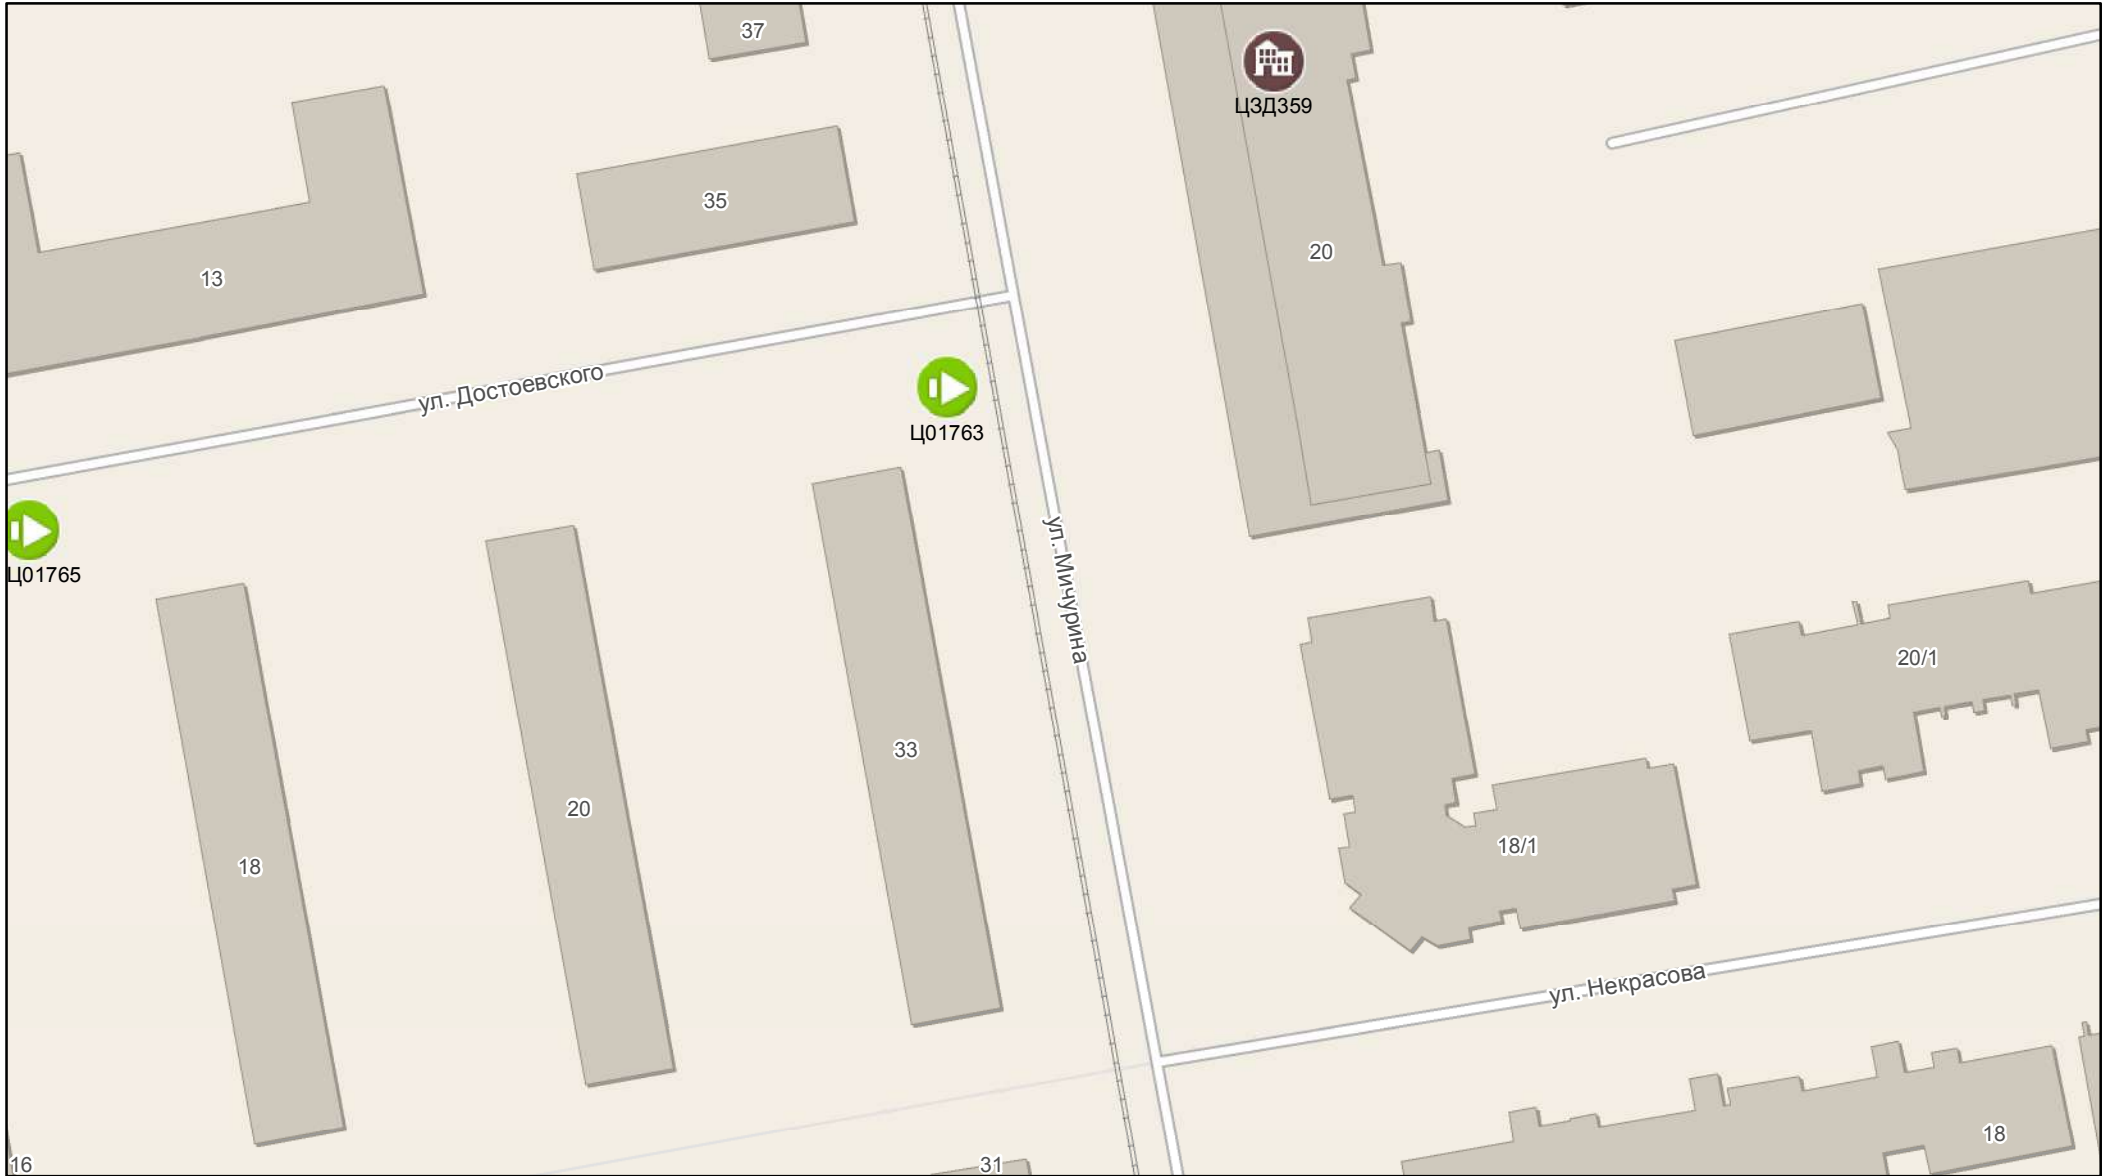 37
ЦЗД359
35
20
13
ул. Достоевского
Ц01763
ул. Мичурина
Ц01765
20/1
33
20
18/1
18
ул. Некрасова
18
16
31